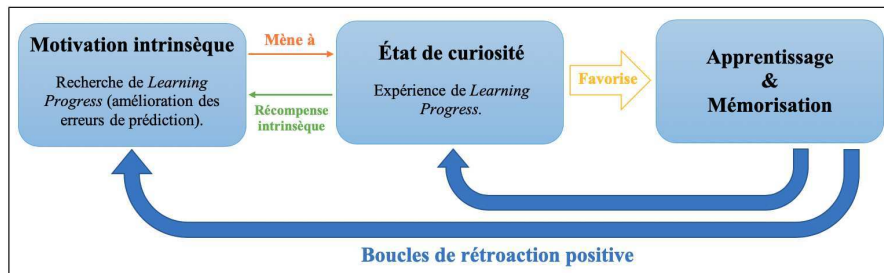 Motivation intrinsèque
Recherche de Learning
Progress (amélioration des
erreurs de prédiction).
Mène à
Récompense
intrinsèque
État de curiosité
Expérience de Learning
Progress.
Favorise
Apprentissage
&
Mémorisation
Boucles de rétroaction positive